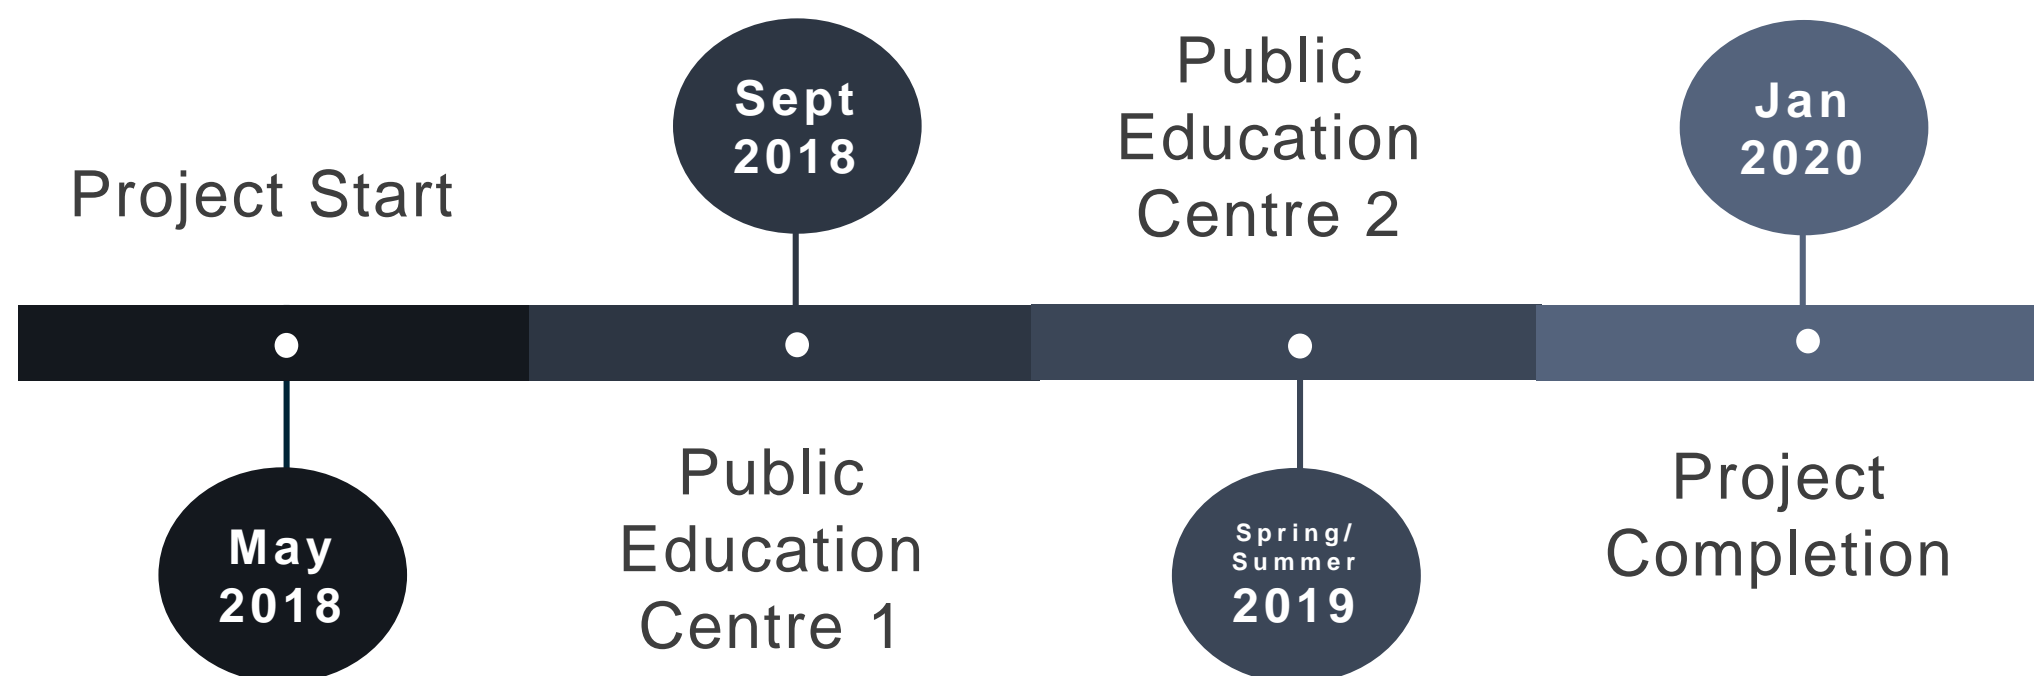 Project Start
May
2018
Sept
2018
Public
Education
Centre 1
Public
Education
Centre 2
Spring/
Summer
2019
Jan
2020
Project
Completion